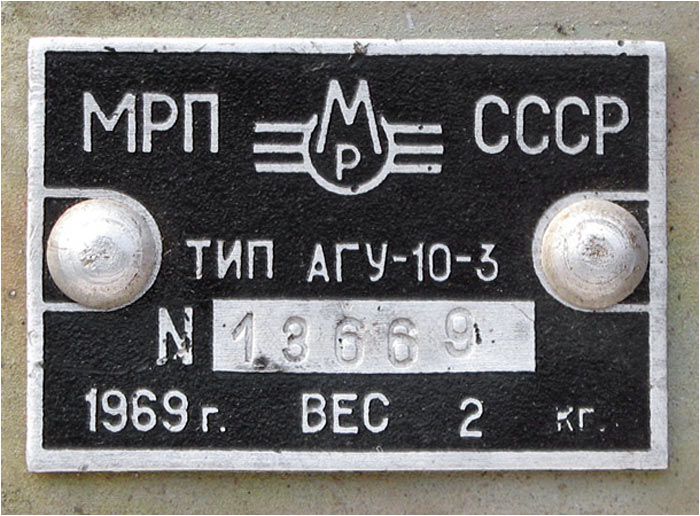 МРП М Р СССР
ТИП АГУ-10-3
N 13669
1969 г. ВЕС 2 кг.